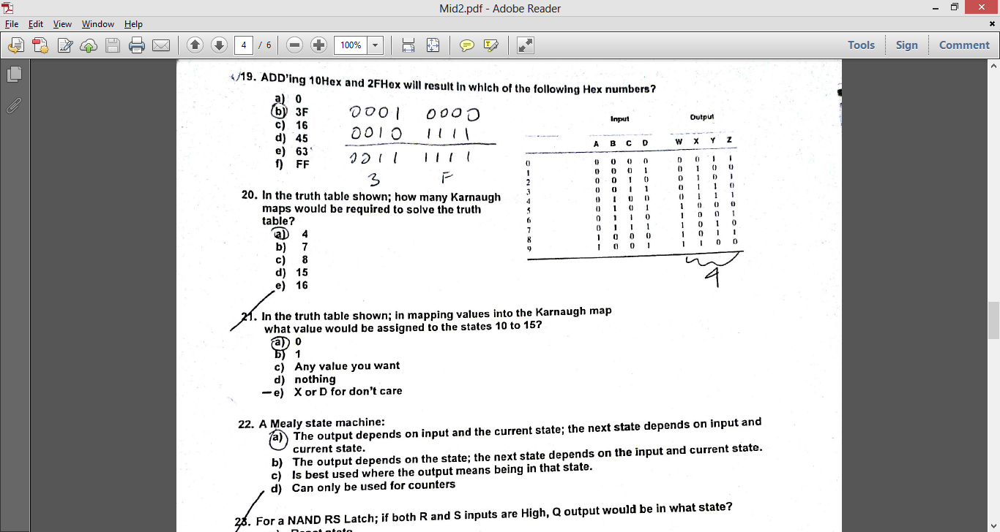 Mid2.pdf - Adobe Reader
File Edit View Window Help
4 / 6 100% Tools Sign Comment
19. ADD'ing 10Hex and 2FHex will result in which of the following Hex numbers?
a) 0
b) 3F
c) 16
d) 45
e) 63
f) FF
0001 0000
0010 1111
0011 1111
3 F
Input Output
A B C D W X Y Z
0 0 0 0 0 0 0 1 1
1 0 0 0 1 0 1 0 0
2 0 0 1 0 0 1 0 1
3 0 0 1 1 0 1 1 0
4 0 1 0 0 0 1 1 1
5 0 1 0 1 1 0 0 0
6 0 1 1 0 1 0 0 1
7 0 1 1 1 1 0 1 0
8 1 0 0 0 1 0 1 1
9 1 0 0 1 1 1 0 0
4
20. In the truth table shown; how many Karnaugh
maps would be required to solve the truth
table?
a) 4
b) 7
c) 8
d) 15
e) 16
21. In the truth table shown; in mapping values into the Karnaugh map
what value would be assigned to the states 10 to 15?
a) 0
b) 1
c) Any value you want
d) nothing
e) X or D for don't care
22. A Mealy state machine:
a) The output depends on input and the current state; the next state depends on input and
current state.
b) The output depends on the state; the next state depends on the input and current state.
c) Is best used where the output means being in that state.
d) Can only be used for counters
23. For a NAND RS Latch; if both R and S inputs are High, Q output would be in what state?